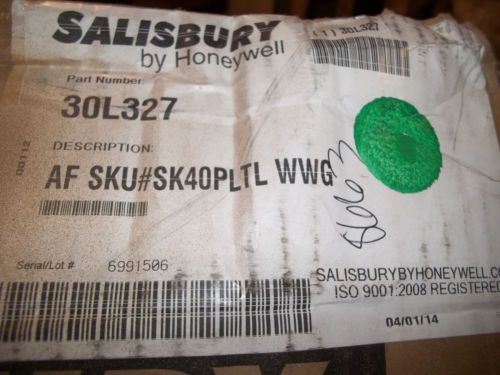 SALISBURY
by Honeywell
(1) 30L327
Part Number:
30L327
00112
DESCRIPTION:
AF SKU#SK40PLTL WWG
Serial/Lot # 6991506
SALISBURYBYHONEYWELL.CO
ISO 9001:2008 REGISTERED
04/01/14